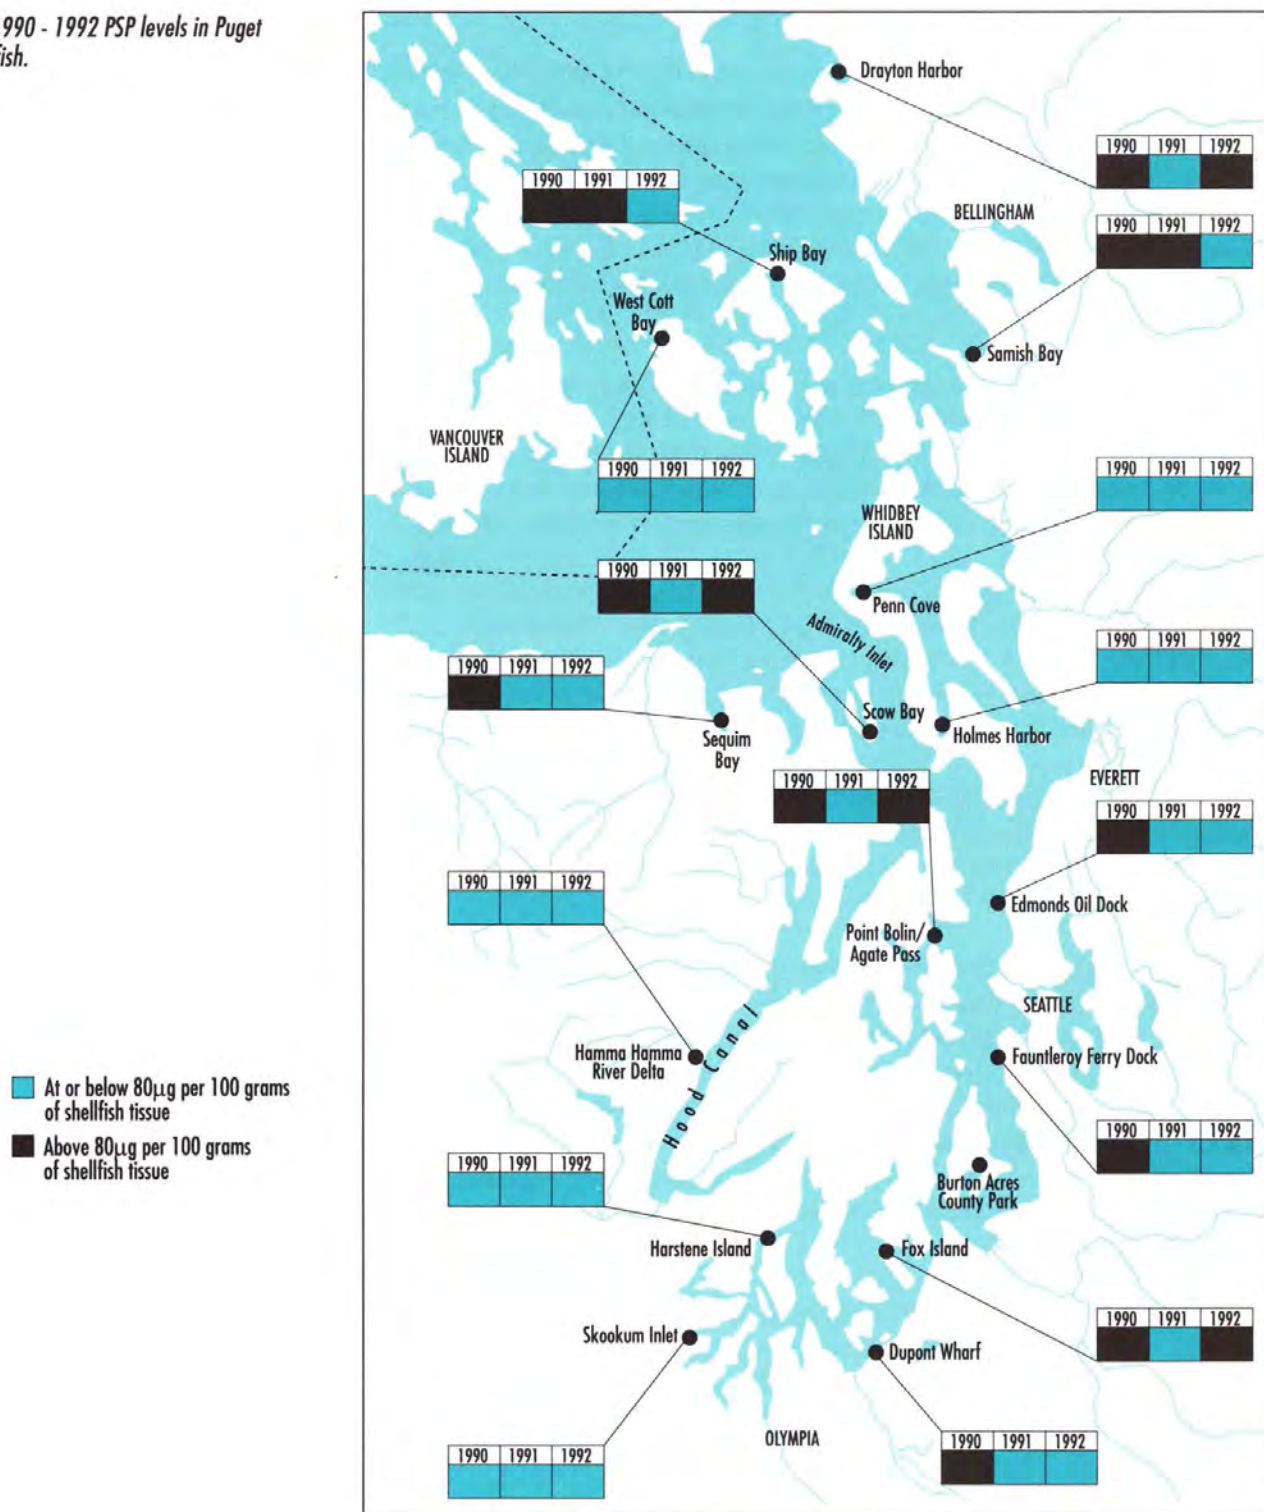 990 - 1992 PSP levels in Puget
fish.
Drayton Harbor
1990 1991 1992
1990 1991 1992
BELLINGHAM
1990 1991 1992
Ship Bay
West Cott
Bay
Samish Bay
VANCOUVER
ISLAND
1990 1991 1992
1990 1991 1992
WHIDBEY
ISLAND
1990 1991 1992
Penn Cove
Admiralty Inlet
1990 1991 1992
1990 1991 1992
Scow Bay
Sequim
Bay
Holmes Harbor
1990 1991 1992
EVERETT
1990 1991 1992
1990 1991 1992
Edmonds Oil Dock
Point Bolin/
Agate Pass
SEATTLE
Hood Canal
Hamma Hamma
River Delta
Fauntleroy Ferry Dock
At or below 80µg per 100 grams
of shellfish tissue
Above 80µg per 100 grams
of shellfish tissue
1990 1991 1992
1990 1991 1992
Burton Acres
County Park
Harstene Island
Fox Island
1990 1991 1992
Skookum Inlet
Dupont Wharf
OLYMPIA
1990 1991 1992
1990 1991 1992